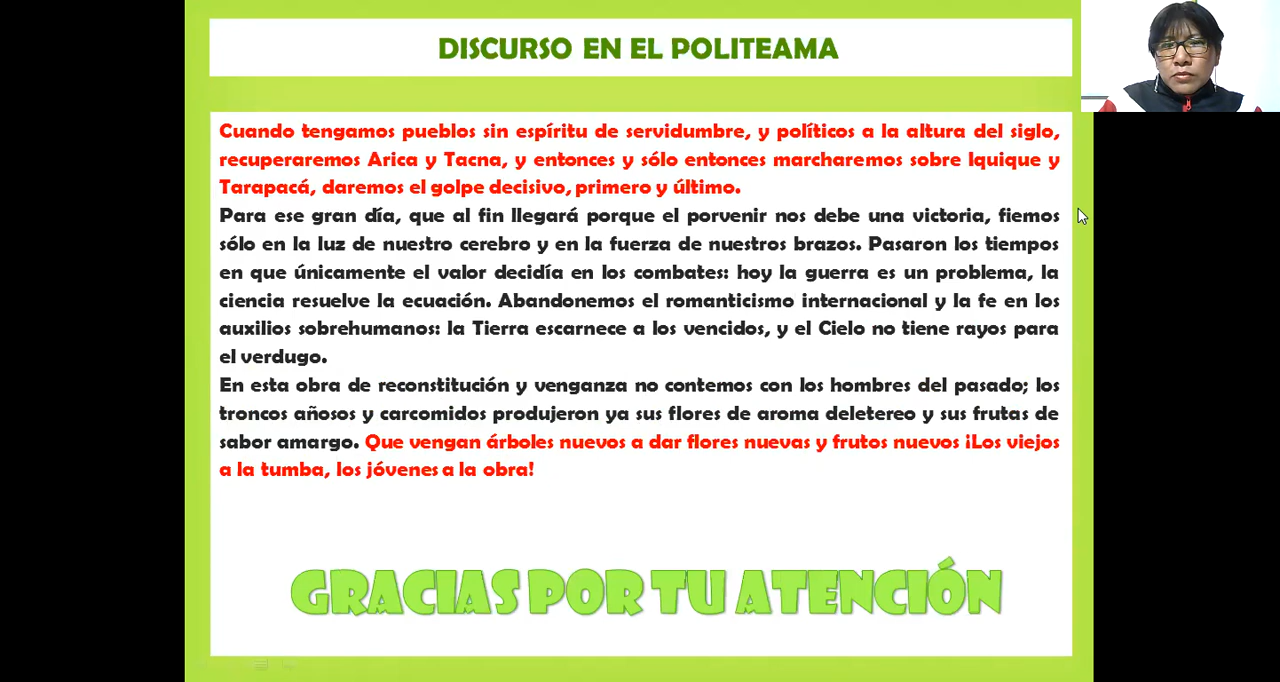 DISCURSO EN EL POLITEAMA
Cuando tengamos pueblos sin espíritu de servidumbre, y políticos a la altura del siglo,
recuperaremos Arica y Tacna, y entonces y sólo entonces marcharemos sobre Iquique y
Tarapacá, daremos el golpe decisivo, primero y último.
Para ese gran día, que al fin llegará porque el porvenir nos debe una victoria, fiemos
sólo en la luz de nuestro cerebro y en la fuerza de nuestros brazos. Pasaron los tiempos
en que únicamente el valor decidía en los combates: hoy la guerra es un problema, la
ciencia resuelve la ecuación. Abandonemos el romanticismo internacional y la fe en los
auxilios sobrehumanos: la Tierra escarnece a los vencidos, y el Cielo no tiene rayos para
el verdugo.
En esta obra de reconstitución y venganza no contemos con los hombres del pasado; los
troncos añosos y carcomidos produjeron ya sus flores de aroma deletereo y sus frutas de
sabor amargo. Que vengan árboles nuevos a dar flores nuevas y frutos nuevos ¡Los viejos
a la tumba, los jóvenes a la obra!
GRACIAS POR TU ATENCIÓN